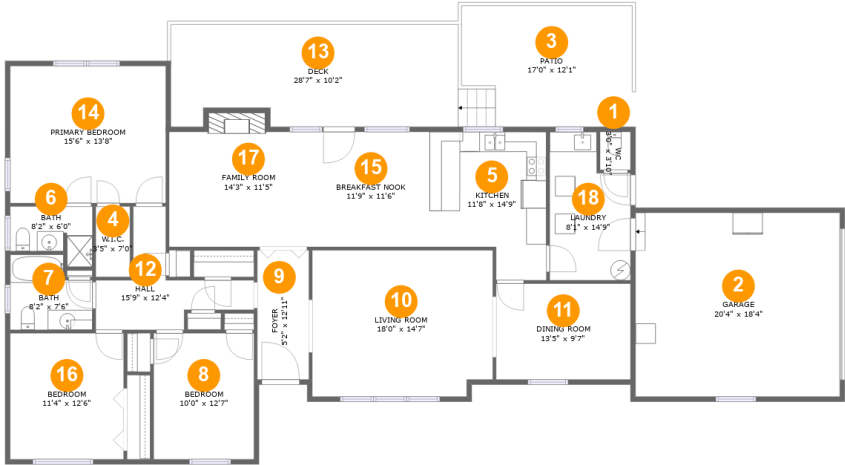 3
PATIO
17'0" x 12'1"
13
DECK
28'7" x 10'2"
14
PRIMARY BEDROOM
15'6" x 13'8"
1
WC
3'10"
17
FAMILY ROOM
14'3" x 11'5"
15
BREAKFAST NOOK
11'9" x 11'6"
5
KITCHEN
11'8" x 14'9"
18
LAUNDRY
8'1" x 14'9"
6
BATH
8'2" x 6'0"
4
W.I.C.
3'5" x 7'0"
7
BATH
8'2" x 7'6"
12
HALL
15'9" x 12'4"
9
FOYER
5'2" x 12'11"
10
LIVING ROOM
18'0" x 14'7"
11
DINING ROOM
13'5" x 9'7"
2
GARAGE
20'4" x 18'4"
16
BEDROOM
11'4" x 12'6"
8
BEDROOM
10'0" x 12'7"